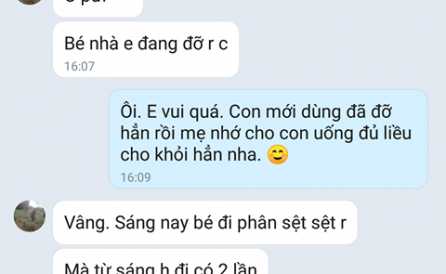 Bé nhà e đang đỡ r c
16:07
Ôi. E vui quá. Con mới dùng đã đỡ
hẳn rồi mẹ nhớ cho con uống đủ liều
cho khỏi hẳn nha. 😊
16:09
Vâng. Sáng nay bé đi phân sệt sệt r
Mà từ sáng h đi có 2 lần